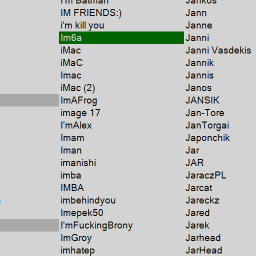 I'm Batman Jankos
IM FRIENDS:) Jann
i'm kill you Janne
Im6a Janni
iMac Janni Vasdekis
iMaC Jannik
Imac Jannis
iMac (2) Janos
ImAFrog JANSIK
image 17 Jan-Tore
I'mAlex JanTorgai
Imam Japonchik
Iman Jar
imanishi JAR
imba JaraczPL
IMBA Jarcat
imbehindyou Jareckz
Imepek50 Jared
I'mFuckingBrony Jarek
ImGroy Jarhead
imhatep JarHead